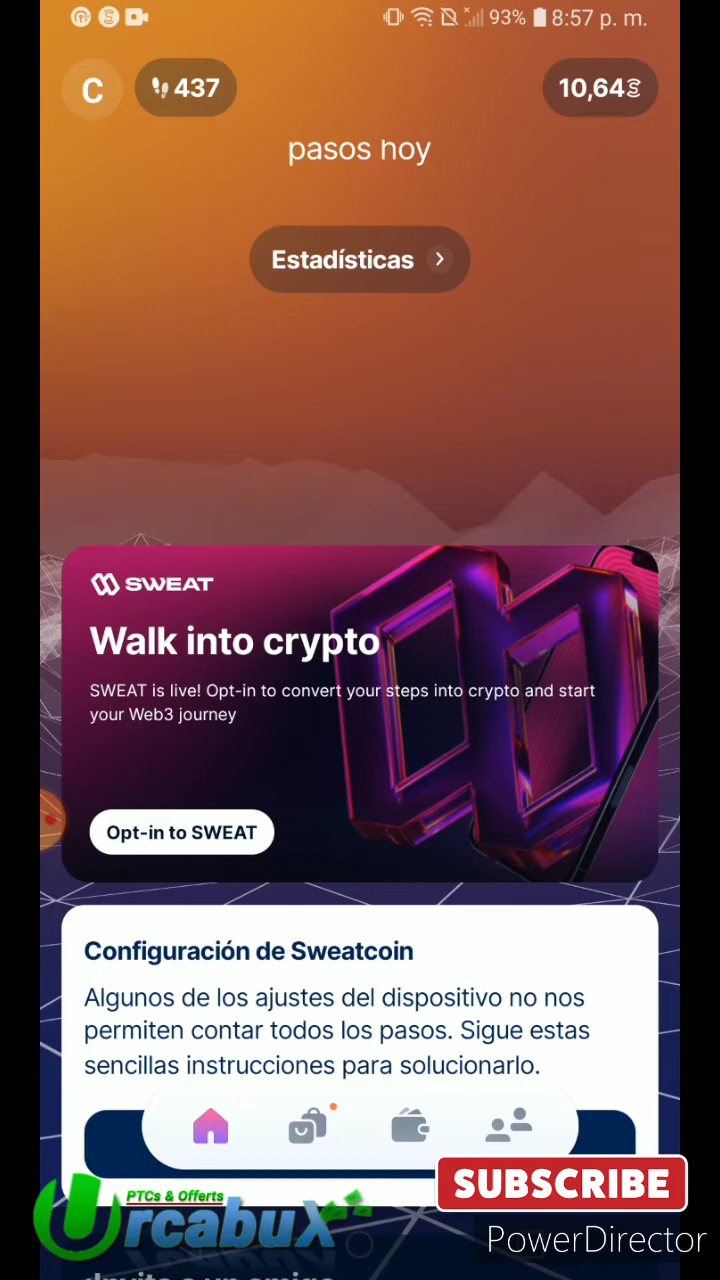 93% 8:57 p. m.
C 437 10,64
pasos hoy
Estadísticas
SWEAT
Walk into crypto
SWEAT is live! Opt-in to convert your steps into crypto and start
your Web3 journey
Opt-in to SWEAT
Configuración de Sweatcoin
Algunos de los ajustes del dispositivo no nos
permiten contar todos los pasos. Sigue estas
sencillas instrucciones para solucionarlo.
SUBSCRIBE
PTCs & Offerts
UrcabuX
PowerDirector